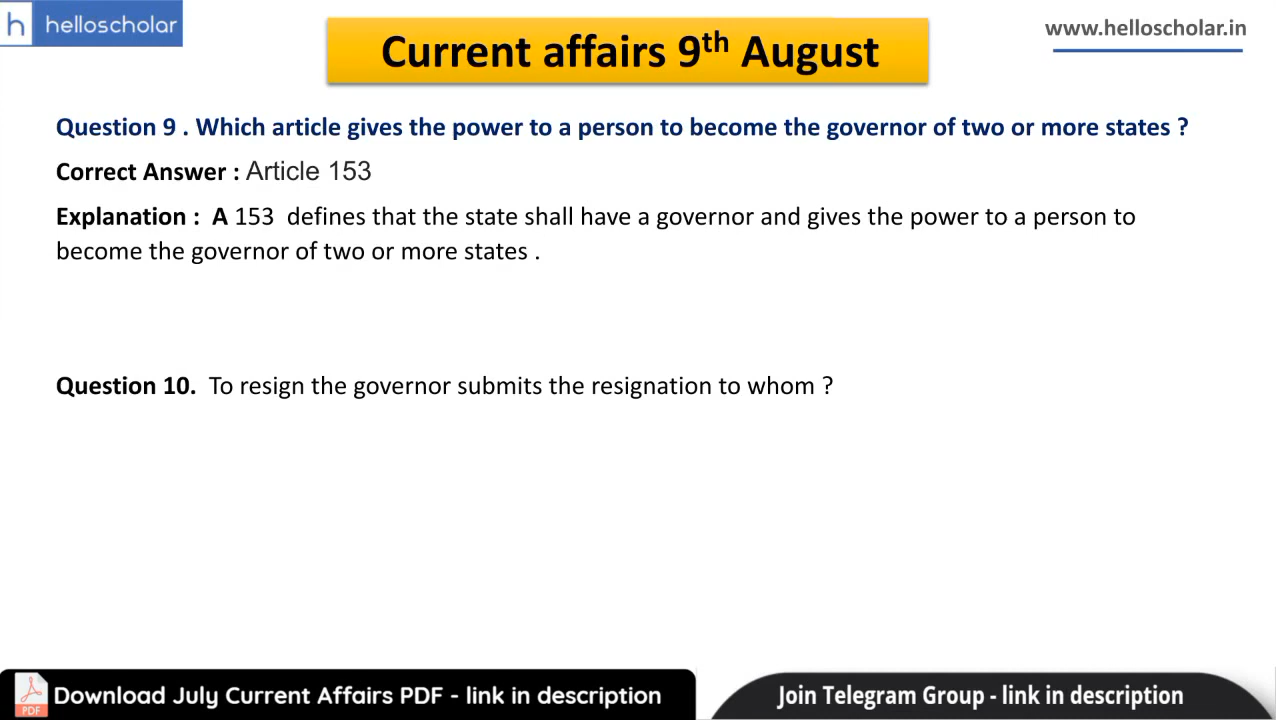 h helloscholar
www.helloscholar.in
Current affairs 9th August
Question 9 . Which article gives the power to a person to become the governor of two or more states ?
Correct Answer : Article 153
Explanation : A 153 defines that the state shall have a governor and gives the power to a person to
become the governor of two or more states .
Question 10. To resign the governor submits the resignation to whom ?
PDF Download July Current Affairs PDF - link in description
Join Telegram Group - link in description